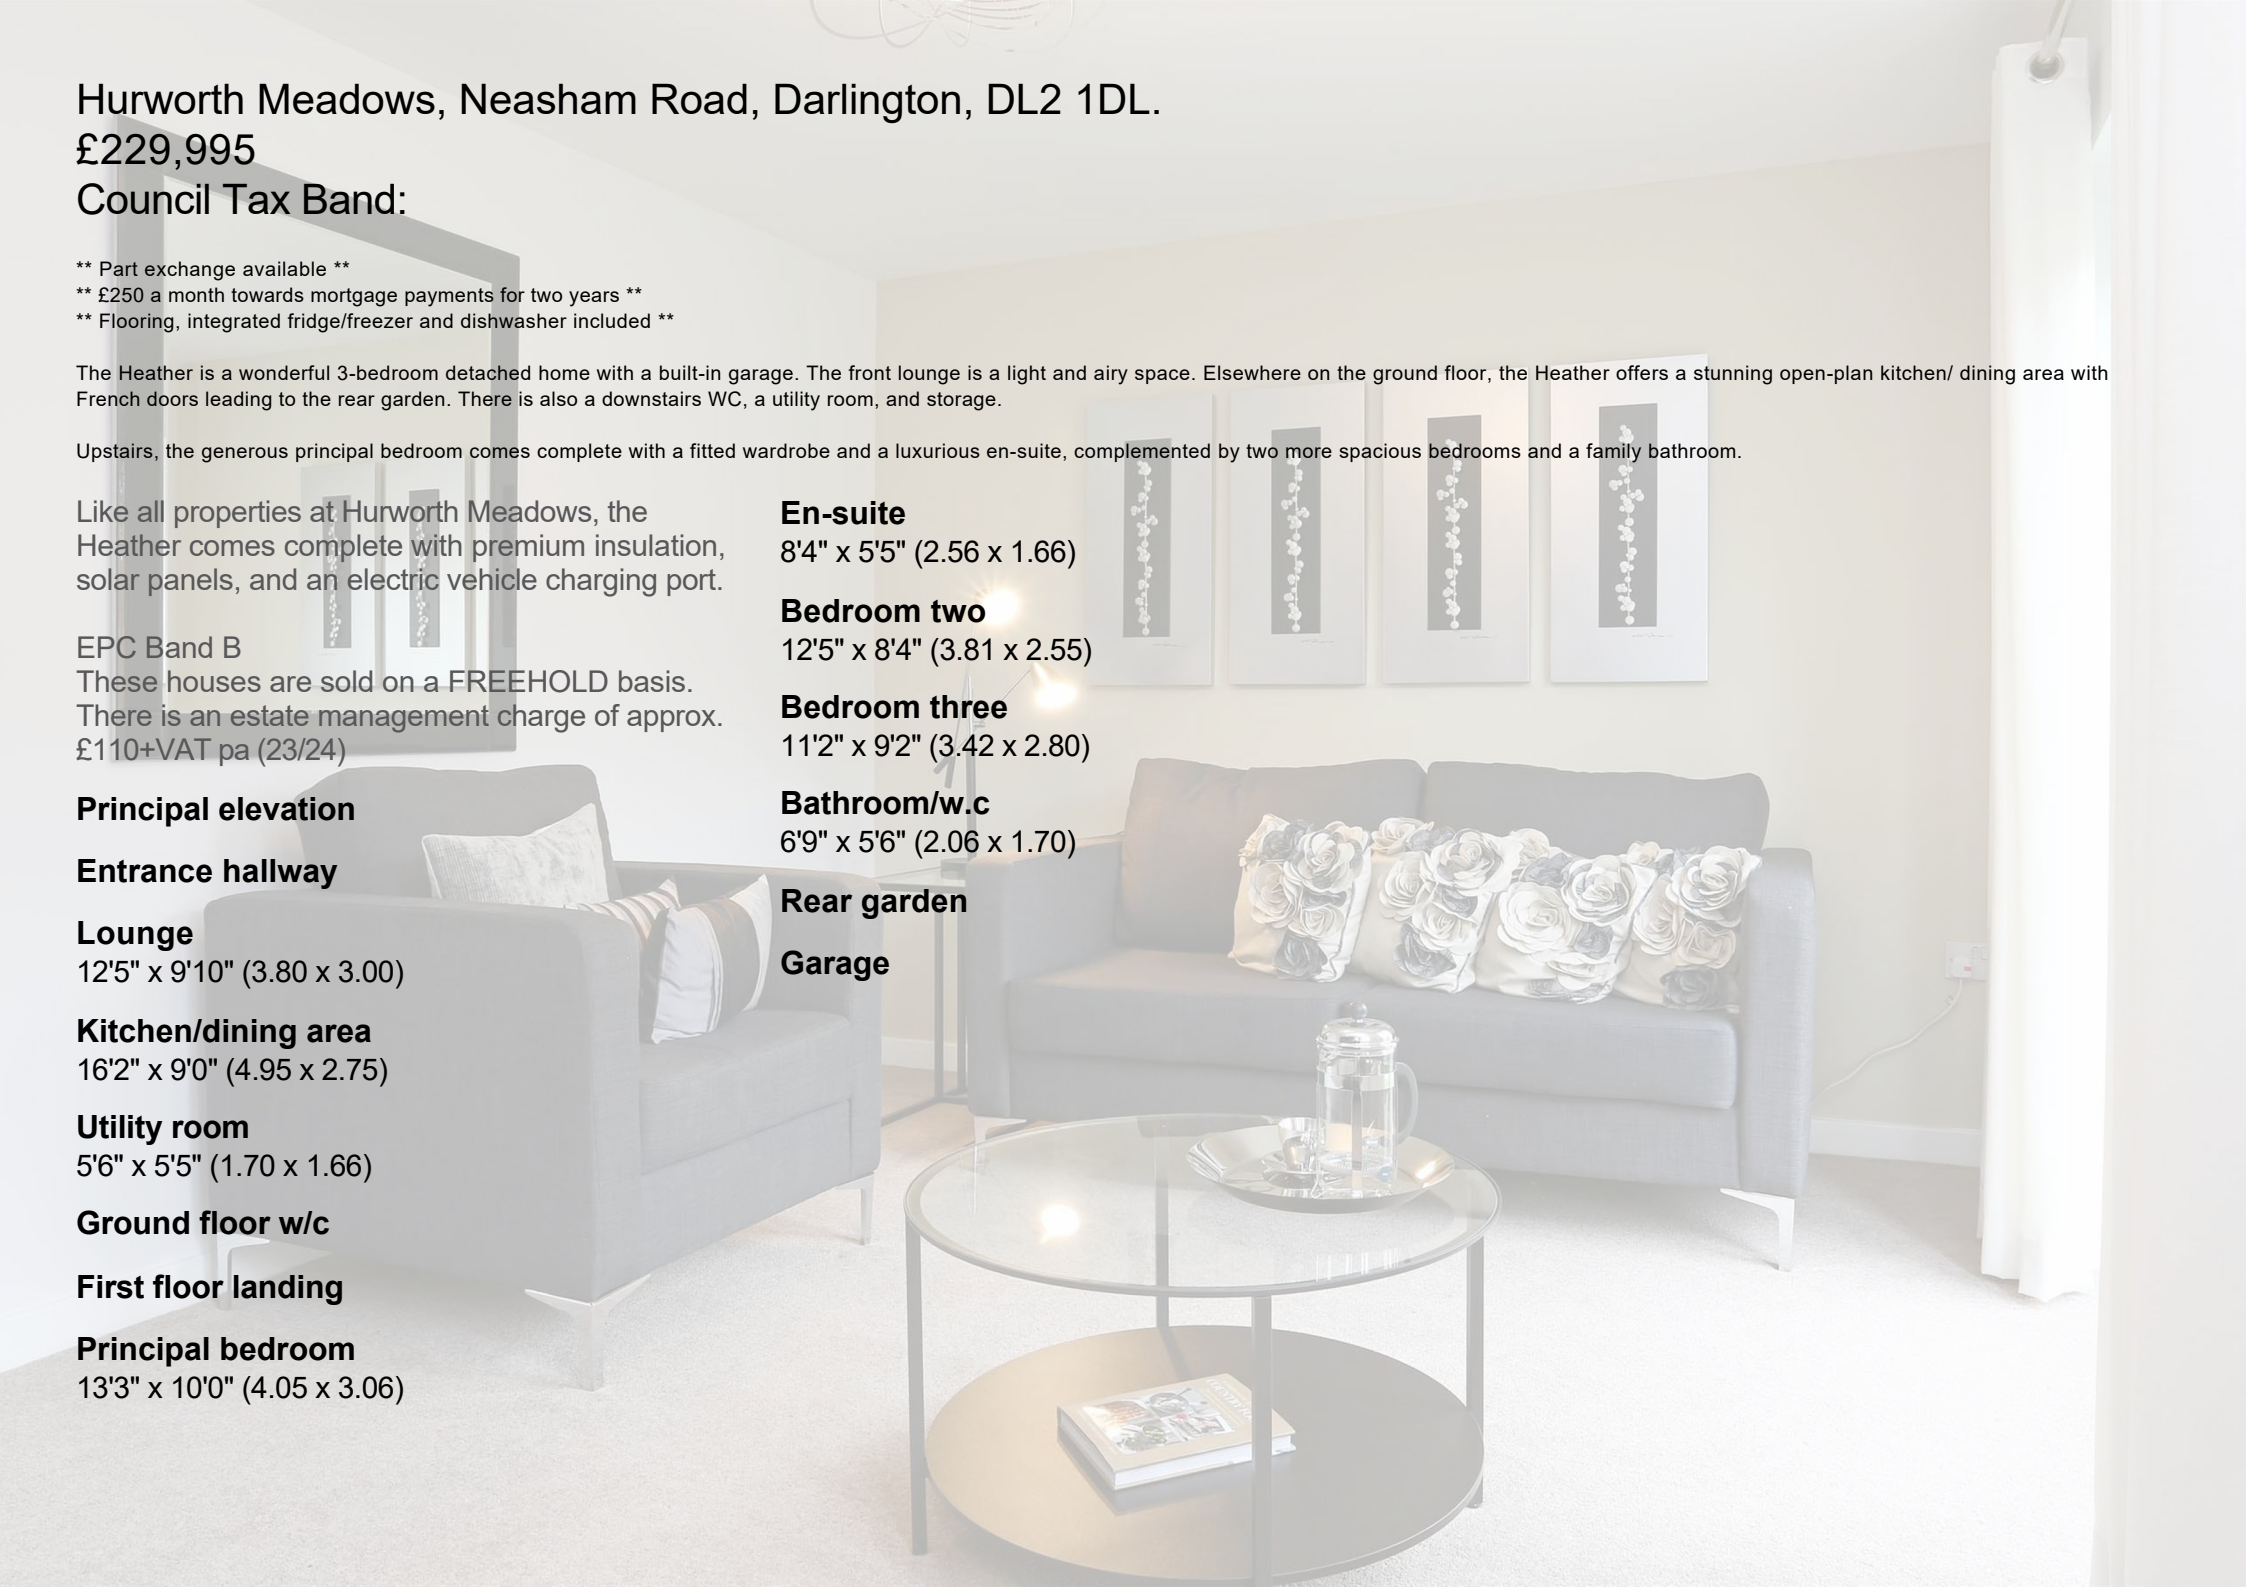 Hurworth Meadows, Neasham Road, Darlington, DL2 1DL.
£229,995
Council Tax Band:
** Part exchange available **
** £250 a month towards mortgage payments for two years **
** Flooring, integrated fridge/freezer and dishwasher included **
The Heather is a wonderful 3-bedroom detached home with a built-in garage. The front lounge is a light and airy space. Elsewhere on the ground floor, the Heather offers a stunning open-plan kitchen/ dining area with
French doors leading to the rear garden. There is also a downstairs WC, a utility room, and storage.
Upstairs, the generous principal bedroom comes complete with a fitted wardrobe and a luxurious en-suite, complemented by two more spacious bedrooms and a family bathroom.
Like all properties at Hurworth Meadows, the
Heather comes complete with premium insulation,
solar panels, and an electric vehicle charging port.
EPC Band B
These houses are sold on a FREEHOLD basis.
There is an estate management charge of approx.
£110+VAT pa (23/24)
Principal elevation
Entrance hallway
Lounge
12'5" x 9'10" (3.80 x 3.00)
Kitchen/dining area
16'2" x 9'0" (4.95 x 2.75)
Utility room
5'6" x 5'5" (1.70 x 1.66)
Ground floor w/c
First floor landing
Principal bedroom
13'3" x 10'0" (4.05 x 3.06)
En-suite
8'4" x 5'5" (2.56 x 1.66)
Bedroom two
12'5" x 8'4" (3.81 x 2.55)
Bedroom three
11'2" x 9'2" (3.42 x 2.80)
Bathroom/w.c
6'9" x 5'6" (2.06 x 1.70)
Rear garden
Garage